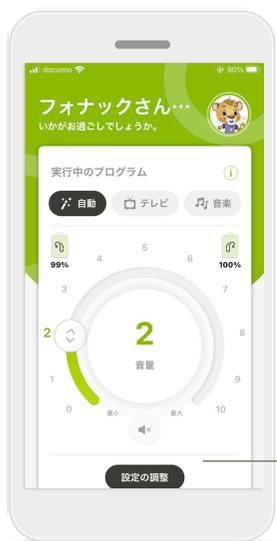 docomo 90%
フォナックさん…
いかがお過ごしでしょうか。
実行中のプログラム
自動 テレビ 音楽
99% 100%
5
4 6
3 7
2 2 8
音量
1 9
0 最小 最大 10
設定の調整